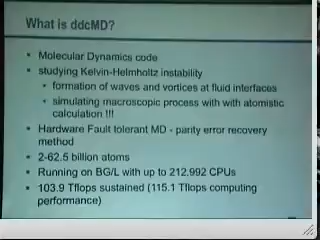 What is ddcMD?
• Molecular Dynamics code
• studying Kelvin-Helmholtz instability
• formation of waves and vortices at fluid interfaces
• simulating macroscopic process with with atomistic
calculation !!!
• Hardware Fault tolerant MD - parity error recovery
method
• 2-62.5 billion atoms
• Running on BG/L with up to 212,992 CPUs
• 103.9 Tflops sustained (115.1 Tflops computing
performance)